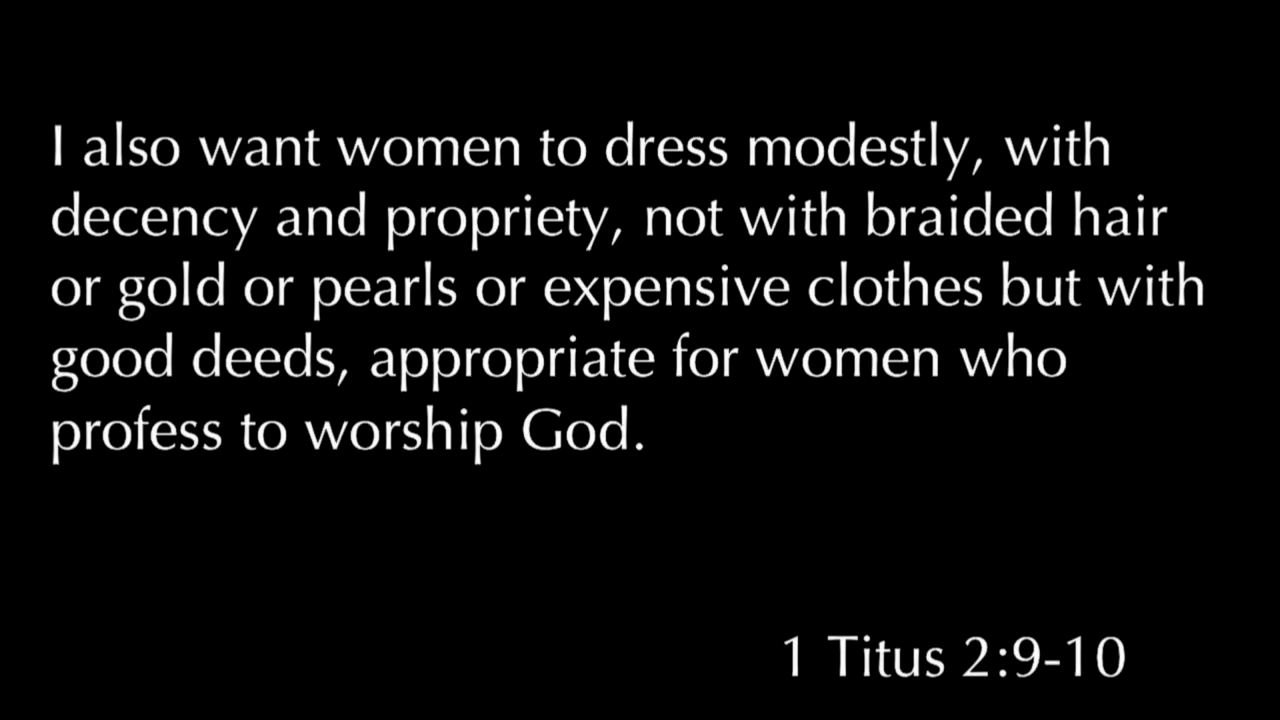 I also want women to dress modestly, with
decency and propriety, not with braided hair
or gold or pearls or expensive clothes but with
good deeds, appropriate for women who
profess to worship God.
1 Titus 2:9-10